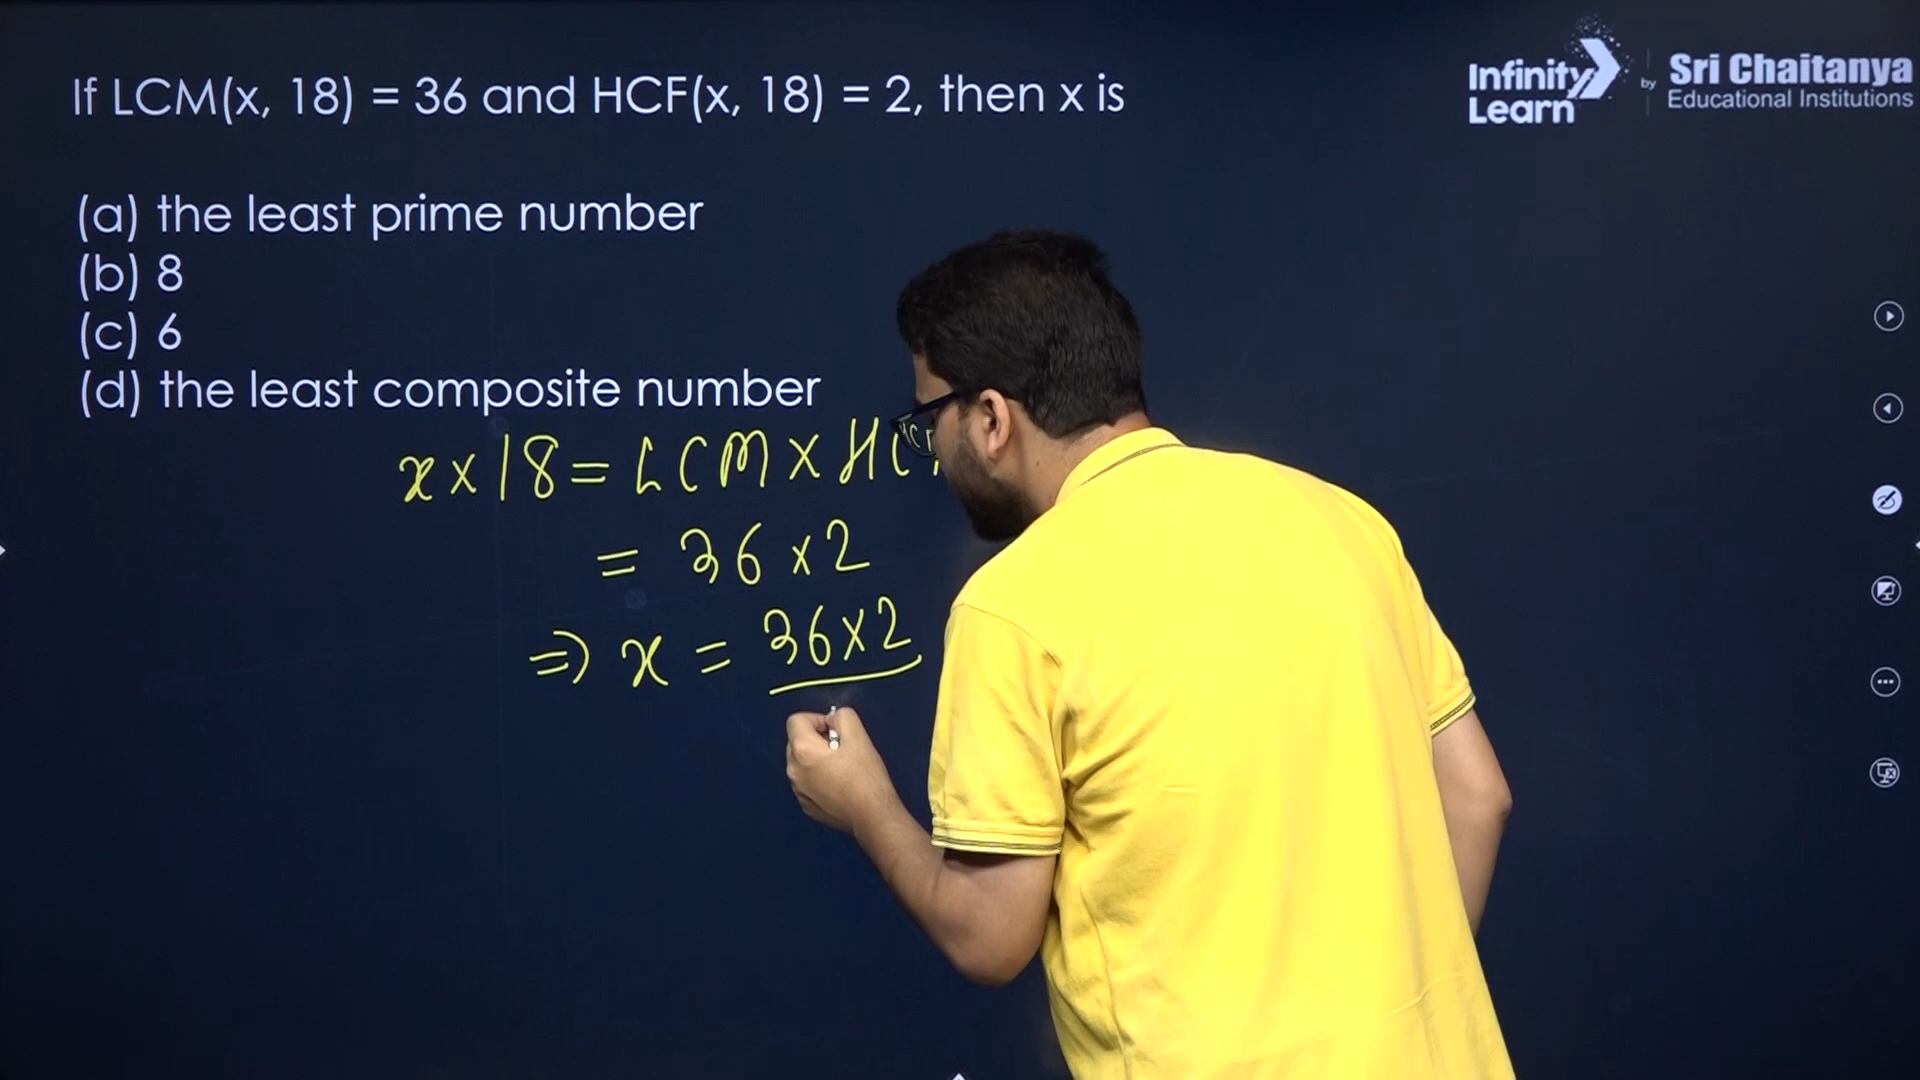 If LCM(x, 18) = 36 and HCF(x, 18) = 2, then x is
Infinity Learn
by
Sri Chaitanya
Educational Institutions
(a) the least prime number
(b) 8
(c) 6
(d) the least composite number
x × 18 = LCM × HC
= 36 × 2
⇒ x = 36 × 2